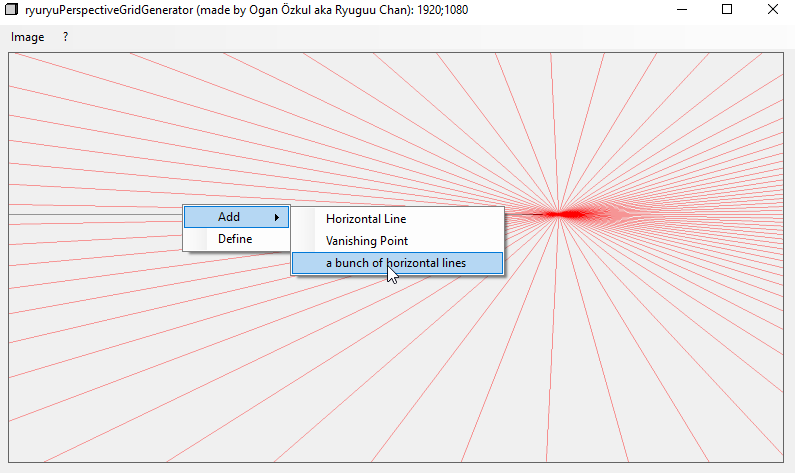 ryuryuPerspectiveGridGenerator (made by Ogan Özkul aka Ryuguu Chan): 1920;1080
Image ?
Add
Define
Horizontal Line
Vanishing Point
a bunch of horizontal lines